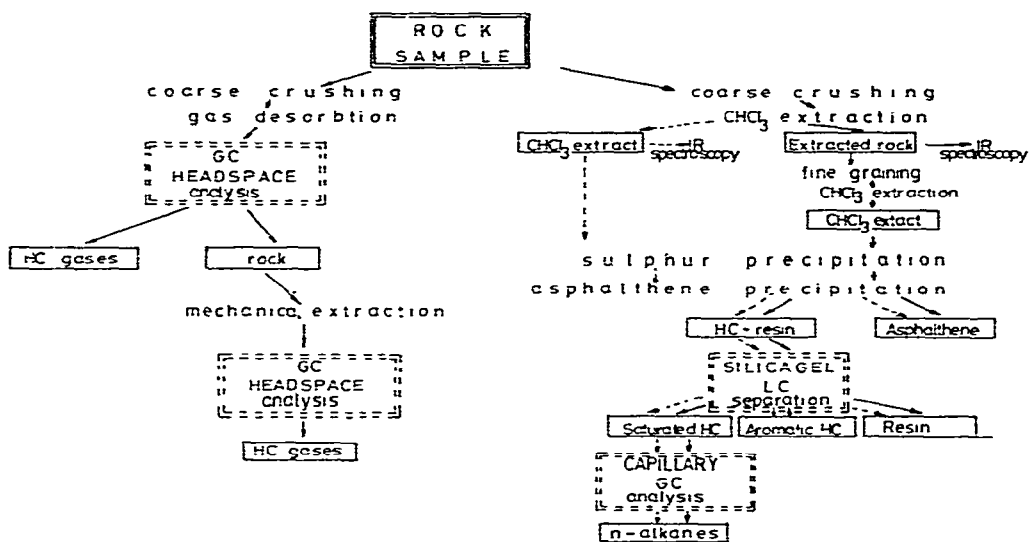 ROCK
SAMPLE
coarse crushing
gas desorbtion
GC
HEADSPACE
analysis
HC gases
rock
mechanical extraction
GC
HEADSPACE
analysis
HC gases
coarse crushing
CHCl3 extraction
CHCl3 extract
IR
spectroscopy
Extracted rock
IR
spectroscopy
fine graining
CHCl3 extraction
CHCl3 extact
sulphur precipitation
asphalthene precipitation
HC-resin
Asphalthene
SILICAGEL
LC
separation
Saturated HC
Aromatic HC
Resin
CAPILLARY
GC
analysis
n-alkanes